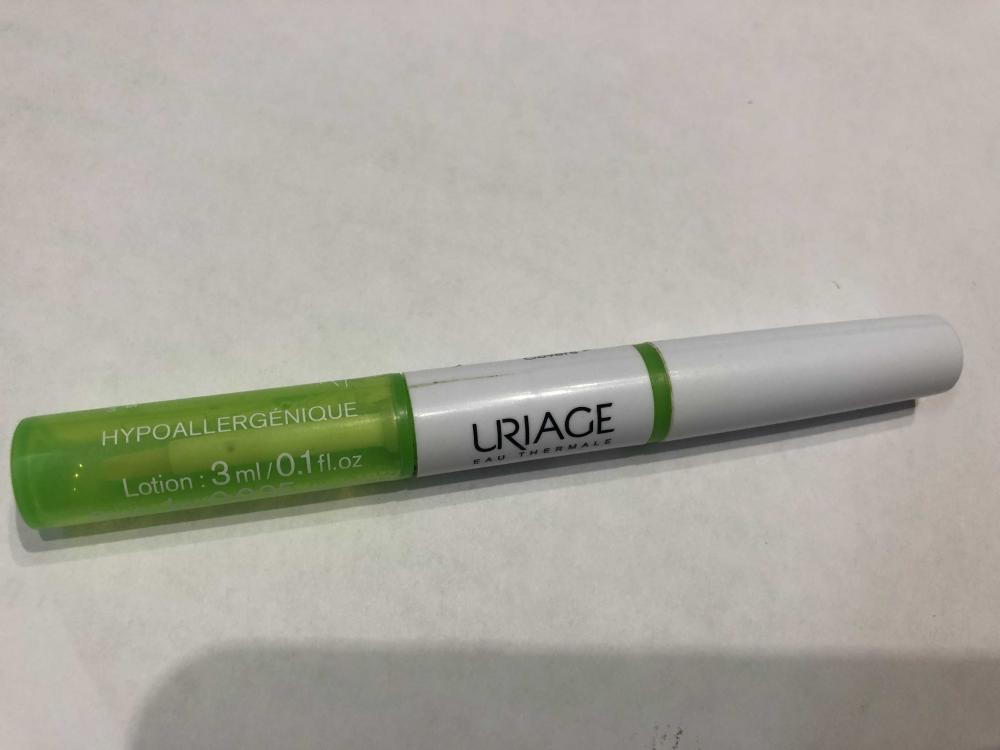 HYPOALLERGÉNIQUE
Lotion : 3 ml / 0.1 fl.oz
URIAGE
EAU THERMALE